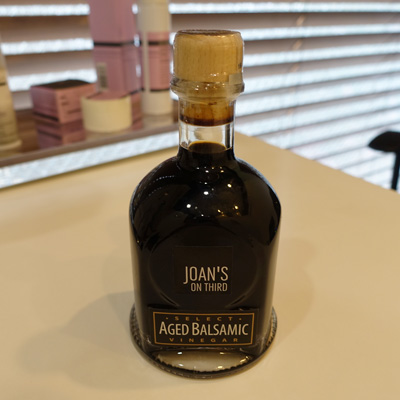 JOAN'S
ON THIRD
· SELECT ·
AGED BALSAMIC
VINEGAR